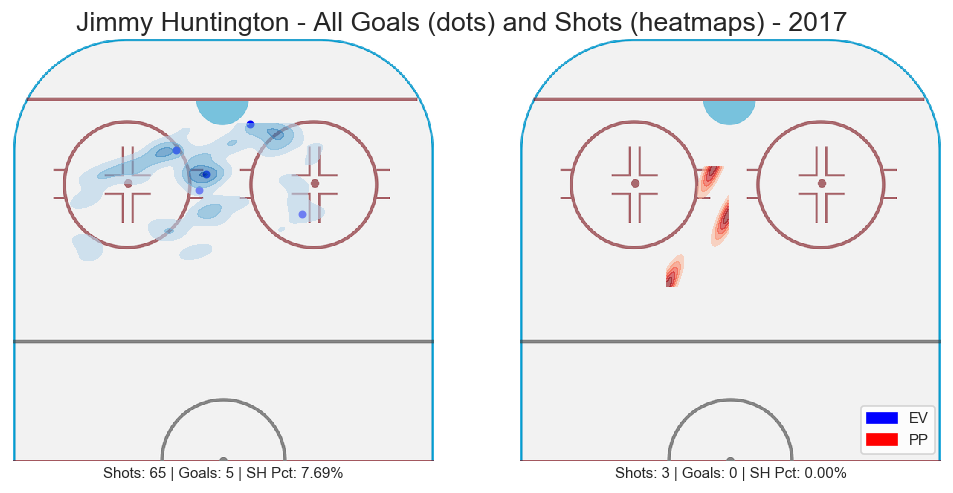 Jimmy Huntington - All Goals (dots) and Shots (heatmaps) - 2017
EV
PP
Shots: 65 | Goals: 5 | SH Pct: 7.69%
Shots: 3 | Goals: 0 | SH Pct: 0.00%